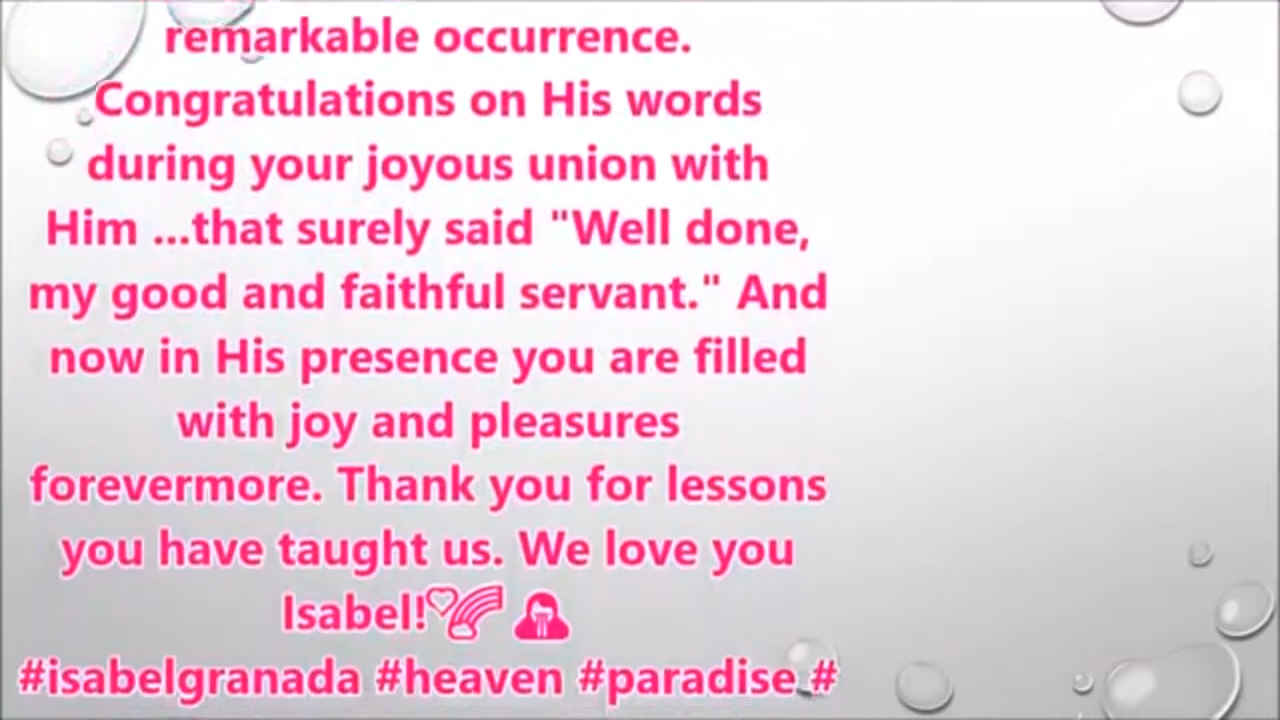 remarkable occurrence.
Congratulations on His words
during your joyous union with
Him ...that surely said "Well done,
my good and faithful servant." And
now in His presence you are filled
with joy and pleasures
forevermore. Thank you for lessons
you have taught us. We love you
Isabel!
#isabelgranada #heaven #paradise #